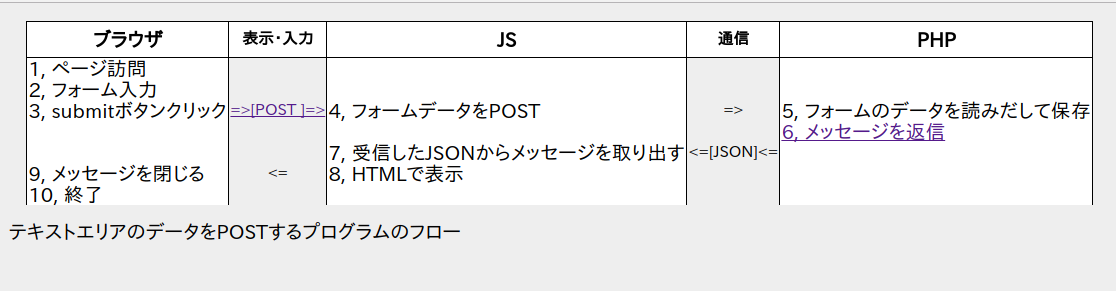 ブラウザ 表示・入力 JS 通信 PHP
1, ページ訪問
2, フォーム入力
3, submitボタンクリック =>[POST ]=> 4, フォームデータをPOST => 5, フォームのデータを読みだして保存
6, メッセージを返信
7, 受信したJSONからメッセージを取り出す <=[JSON]<=
9, メッセージを閉じる <= 8, HTMLで表示
10, 終了
テキストエリアのデータをPOSTするプログラムのフロー